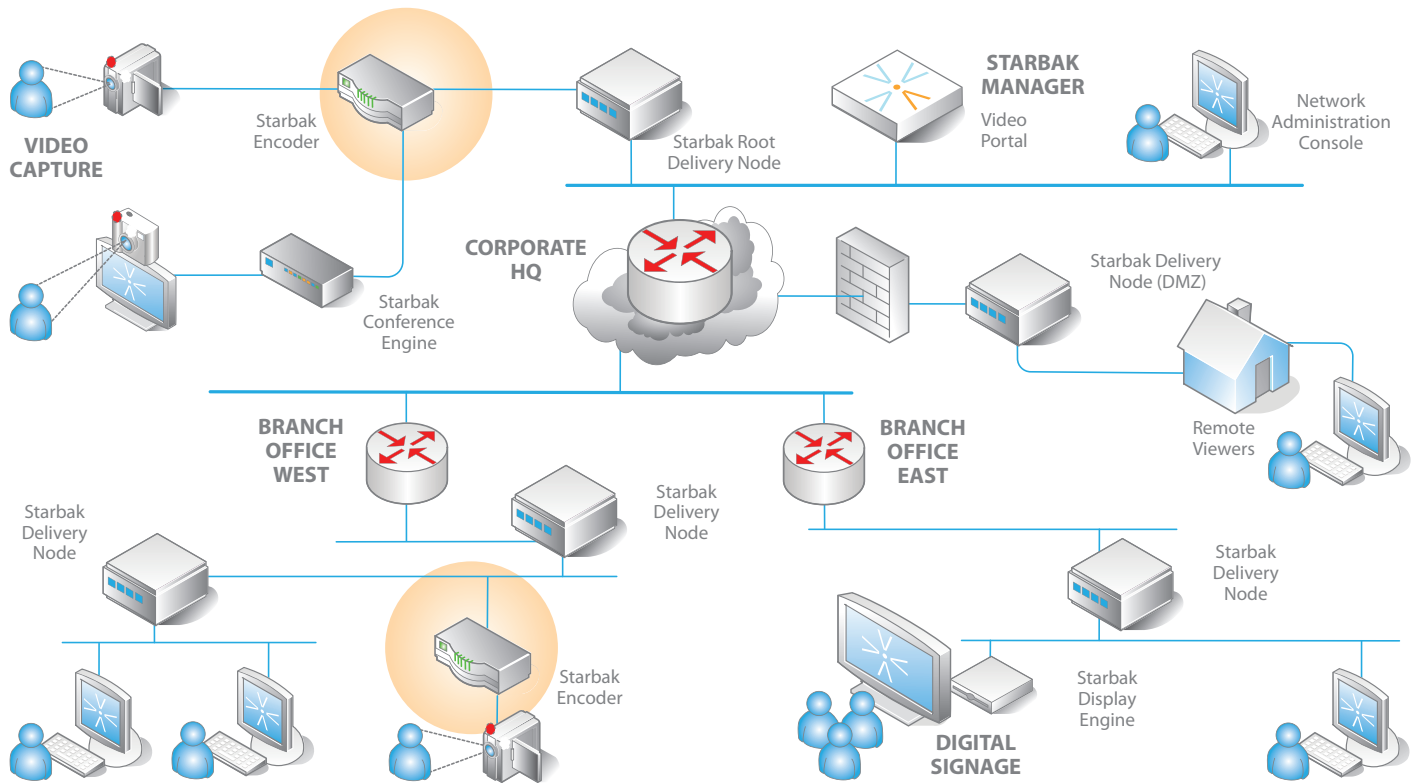 VIDEO
CAPTURE
Starbak
Encoder
Starbak Root
Delivery Node
STARBAK
MANAGER
Video
Portal
Network
Administration
Console
Starbak
Conference
Engine
CORPORATE
HQ
Starbak Delivery
Node (DMZ)
Remote
Viewers
BRANCH
OFFICE
WEST
BRANCH
OFFICE
EAST
Starbak
Delivery
Node
Starbak
Delivery
Node
Starbak
Encoder
Starbak
Delivery
Node
Starbak
Display
Engine
DIGITAL
SIGNAGE